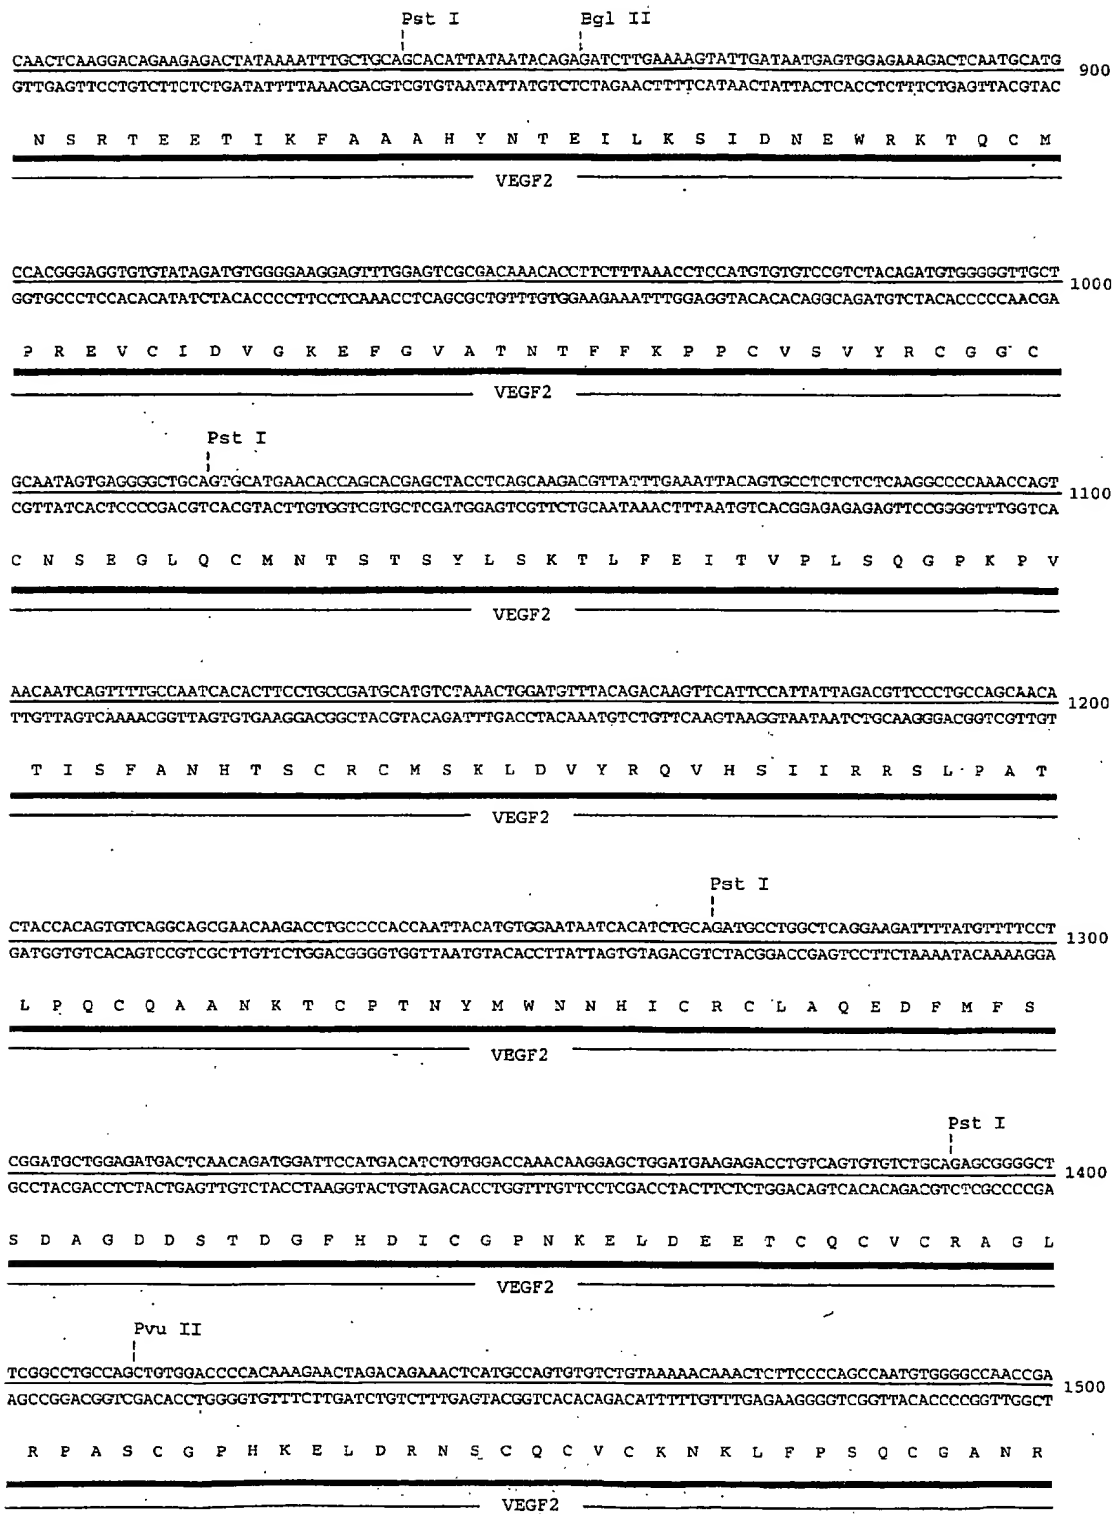 Pst I Bgl II
CAACTCAAGGACAGAAGAGACTATAAAATTTGCTGCAGCACATTATAATACAGAGATCTTGAAAAGTATTGATAATGAGTGGAGAAAGACTCAATGCATG 900
GTTGAGTTCCTGTCTTCTCTGATATTTTAAACGACGTCGTGTAATATTATGTCTCTAGAACTTTTCATAACTATTACTCACCTCTTTCTGAGTTACGTAC
N S R T E E T I K F A A A H Y N T E I L K S I D N E W R K T Q C M
VEGF2
CCACGGGAGGTGTGTATAGATGTGGGGAAGGAGTTTGGAGTCGCGACAAACACCTTCTTTAAACCTCCATGTGTGTCCGTCTACAGATGTGGGGGTTGCT 1000
GGTGCCCTCCACACATATCTACACCCCTTCCTCAAACCTCAGCGCTGTTTGTGGAAGAAATTTGGAGGTACACACAGGCAGATGTCTACACCCCCAACGA
P R E V C I D V G K E F G V A T N T F F K P P C V S V Y R C G G C
VEGF2
Pst I
GCAATAGTGAGGGGCTGCAGTGCATGAACACCAGCACGAGCTACCTCAGCAAGACGTTATTTGAAATTACAGTGCCTCTCTCTCAAGGCCCCAAACCAGT 1100
CGTTATCACTCCCCGACGTCACGTACTTGTGGTCGTGCTCGATGGAGTCGTTCTGCAATAAACTTTAATGTCACGGAGAGAGAGTTCCGGGGTTTGGTCA
C N S E G L Q C M N T S T S Y L S K T L F E I T V P L S Q G P K P V
VEGF2
AACAATCAGTTTTGCCAATCACACTTCCTGCCGATGCATGTCTAAACTGGATGTTTACAGACAAGTTCATTCCATTATTAGACGTTCCCTGCCAGCAACA 1200
TTGTTAGTCAAAACGGTTAGTGTGAAGGACGGCTACGTACAGATTTGACCTACAAATGTCTGTTCAAGTAAGGTAATAATCTGCAAGGGACGGTCGTTGT
T I S F A N H T S C R C M S K L D V Y R Q V H S I I R R S L P A T
VEGF2
Pst I
CTACCACAGTGTCAGGCAGCGAACAAGACCTGCCCCACCAATTACATGTGGAATAATCACATCTGCAGATGCCTGGCTCAGGAAGATTTTATGTTTTCCT 1300
GATGGTGTCACAGTCCGTCGCTTGTTCTGGACGGGGTGGTTAATGTACACCTTATTAGTGTAGACGTCTACGGACCGAGTCCTTCTAAAATACAAAAGGA
L P Q C Q A A N K T C P T N Y M W N N H I C R C L A Q E D F M F S
VEGF2
Pst I
CGGATGCTGGAGATGACTCAACAGATGGATTCCATGACATCTGTGGACCAAACAAGGAGCTGGATGAAGAGACCTGTCAGTGTGTCTGCAGAGCGGGGCT 1400
GCCTACGACCTCTACTGAGTTGTCTACCTAAGGTACTGTAGACACCTGGTTTGTTCCTCGACCTACTTCTCTGGACAGTCACACAGACGTCTCGCCCCGA
S D A G D D S T D G F H D I C G P N K E L D E E T C Q C V C R A G L
VEGF2
Pvu II
TCGGCCTGCCAGCTGTGGACCCCACAAAGAACTAGACAGAAACTCATGCCAGTGTGTCTGTAAAAACAAACTCTTCCCCAGCCAATGTGGGGCCAACCGA 1500
AGCCGGACGGTCGACACCTGGGGTGTTTCTTGATCTGTCTTTGAGTACGGTCACACAGACATTTTTGTTTGAGAAGGGGTCGGTTACACCCCGGTTGGCT
R P A S C G P H K E L D R N S C Q C V C K N K L F P S Q C G A N R
VEGF2